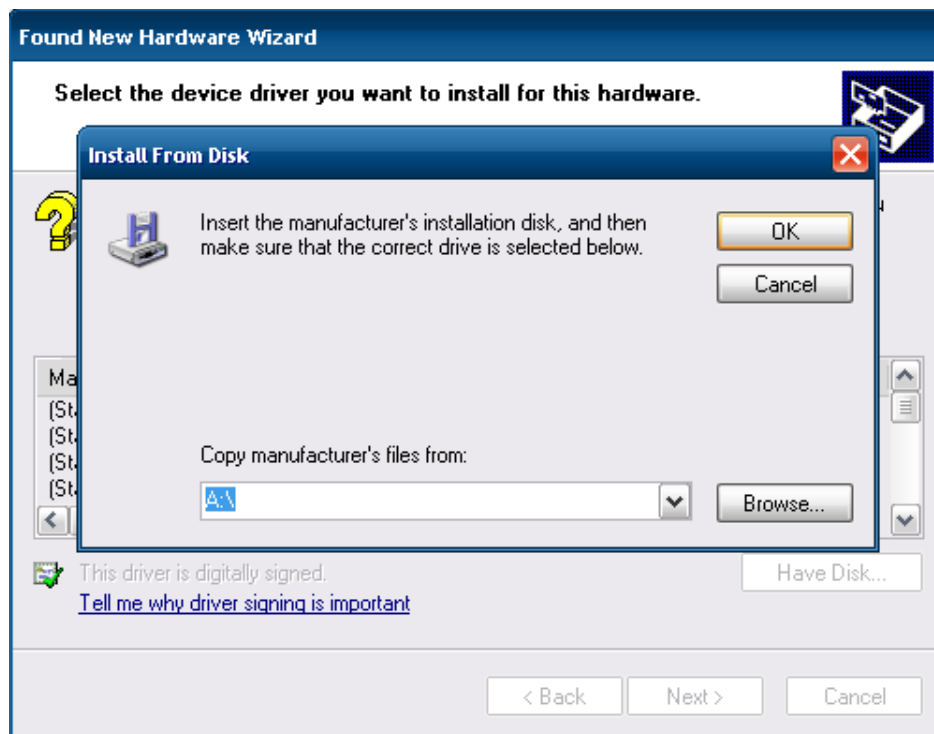 Found New Hardware Wizard
Select the device driver you want to install for this hardware.
Install From Disk
Insert the manufacturer's installation disk, and then
make sure that the correct drive is selected below.
OK
Cancel
Copy manufacturer's files from:
A:\
Browse...
This driver is digitally signed.
Have Disk...
Tell me why driver signing is important
< Back
Next >
Cancel